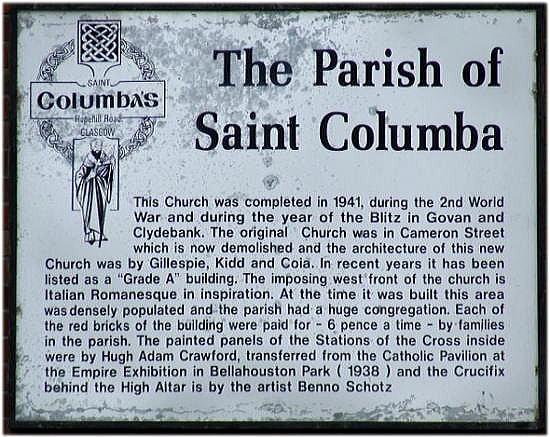 The Parish of
Saint Columba
SAINT
COLUMBA'S
Hopehill Road
GLASGOW
This Church was completed in 1941, during the 2nd World
War and during the year of the Blitz in Govan and
Clydebank. The original Church was in Cameron Street
which is now demolished and the architecture of this new
Church was by Gillespie, Kidd and Coia. In recent years it has been
listed as a "Grade A" building. The imposing west front of the church is
Italian Romanesque in inspiration. At the time it was built this area
was densely populated and the parish had a huge congregation. Each of
the red bricks of the building were paid for - 6 pence a time - by families
in the parish. The painted panels of the Stations of the Cross inside
were by Hugh Adam Crawford, transferred from the Catholic Pavilion at
the Empire Exhibition in Bellahouston Park ( 1938 ) and the Crucifix
behind the High Altar is by the artist Benno Schotz